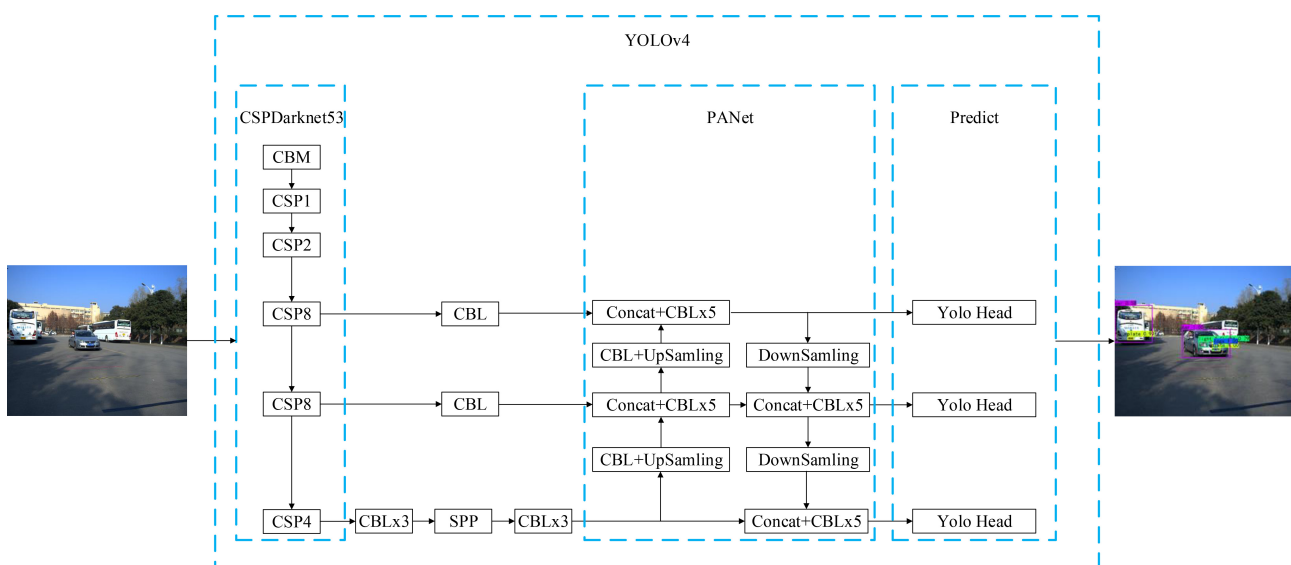 YOLOv4
CSPDarknet53
PANet
Predict
CBM
CSP1
CSP2
CSP8
CBL
Concat+CBLx5
Yolo Head
CBL+UpSamling
DownSamling
CSP8
CBL
Concat+CBLx5
Concat+CBLx5
Yolo Head
CBL+UpSamling
DownSamling
CSP4
CBLx3
SPP
CBLx3
Concat+CBLx5
Yolo Head